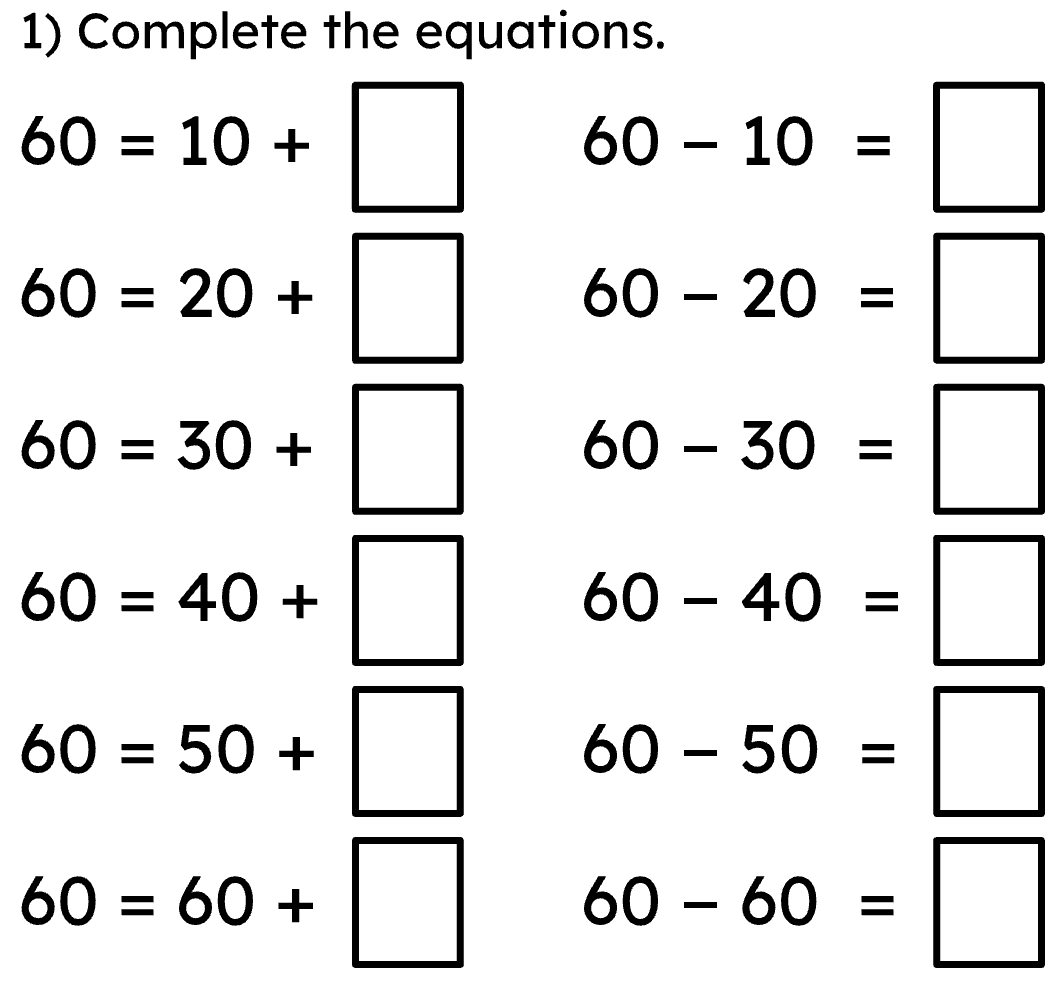 1) Complete the equations.
60 = 10 +
60 – 10 =
60 = 20 +
60 – 20 =
60 = 30 +
60 – 30 =
60 = 40 +
60 – 40 =
60 = 50 +
60 – 50 =
60 = 60 +
60 – 60 =